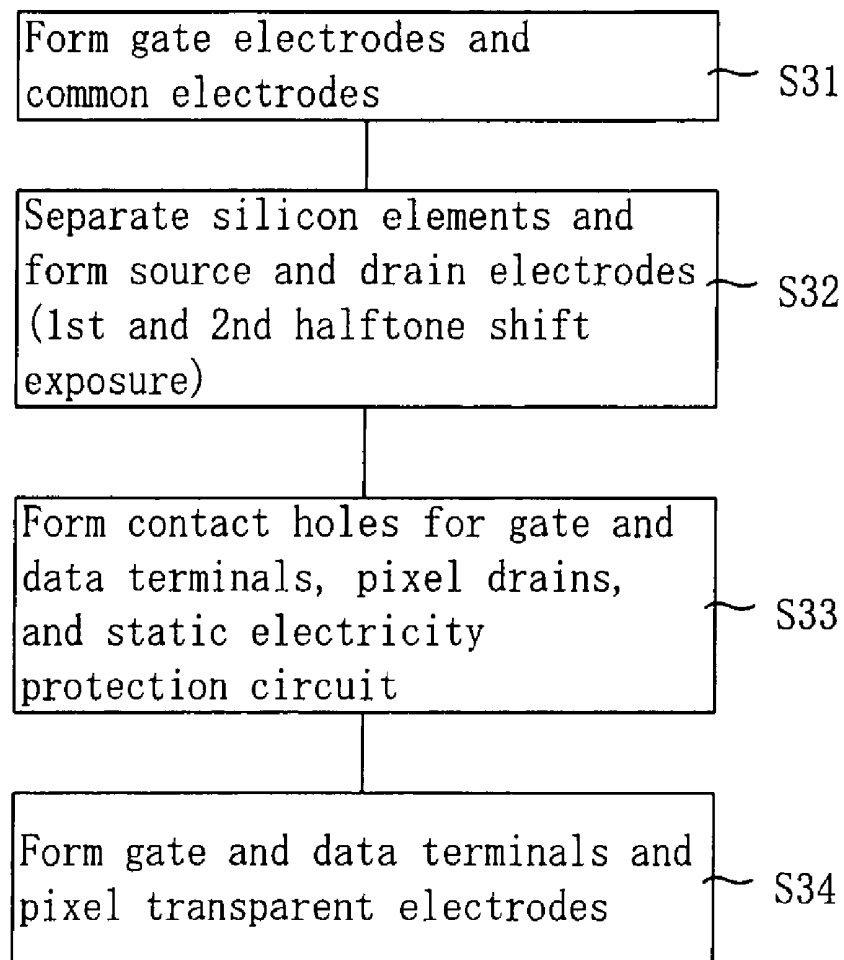 Form gate electrodes and
common electrodes
S31
Separate silicon elements and
form source and drain electrodes
(1st and 2nd halftone shift
exposure)
S32
Form contact holes for gate and
data terminals, pixel drains,
and static electricity
protection circuit
S33
Form gate and data terminals and
pixel transparent electrodes
S34